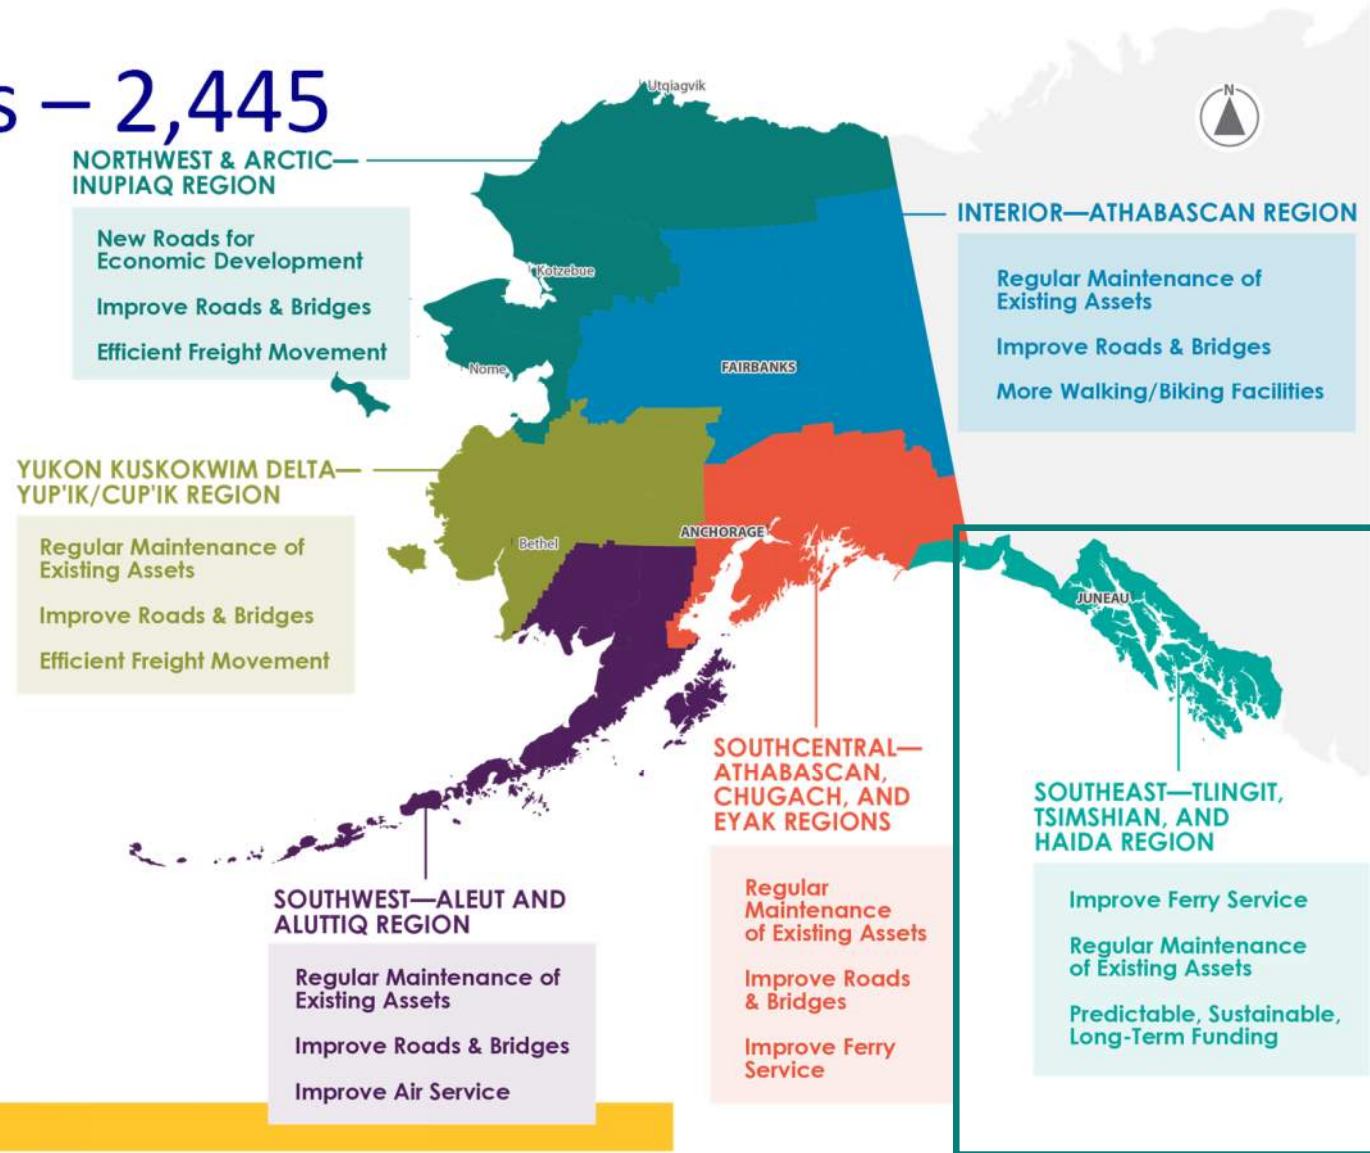 s – 2,445
Utqiagvik
N
NORTHWEST & ARCTIC—
INUPIAQ REGION
New Roads for
Economic Development
Improve Roads & Bridges
Efficient Freight Movement
Kotzebue
Nome
INTERIOR—ATHABASCAN REGION
Regular Maintenance of
Existing Assets
Improve Roads & Bridges
More Walking/Biking Facilities
FAIRBANKS
YUKON KUSKOKWIM DELTA—
YUP'IK/CUP'IK REGION
Regular Maintenance of
Existing Assets
Improve Roads & Bridges
Efficient Freight Movement
Bethel
ANCHORAGE
JUNEAU
SOUTHWEST—ALEUT AND
ALUTTIQ REGION
Regular Maintenance of
Existing Assets
Improve Roads & Bridges
Improve Air Service
SOUTHCENTRAL—
ATHABASCAN,
CHUGACH, AND
EYAK REGIONS
Regular
Maintenance
of Existing Assets
Improve Roads
& Bridges
Improve Ferry
Service
SOUTHEAST—TLINGIT,
TSIMSHIAN, AND
HAIDA REGION
Improve Ferry Service
Regular Maintenance
of Existing Assets
Predictable, Sustainable,
Long-Term Funding